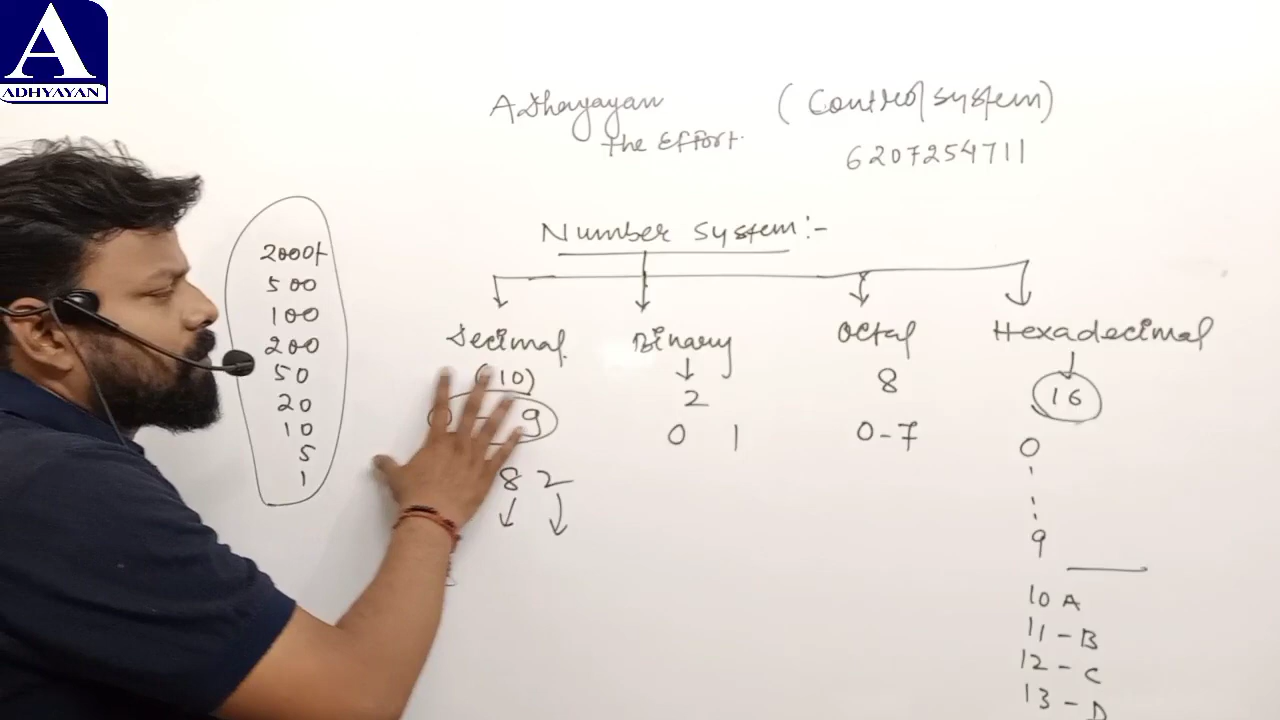 A
ADHYAYAN
Adhayayan
the Effort.
(Control system)
6207254711
Number system:-
2000/-
500
100
200
50
20
10
5
1
Decimal Binary Octal Hexadecimal
(10) 2 8 16
0 - 9 0 1 0-7 0
9
8 2
10 A
11 - B
12 - C
13 - D